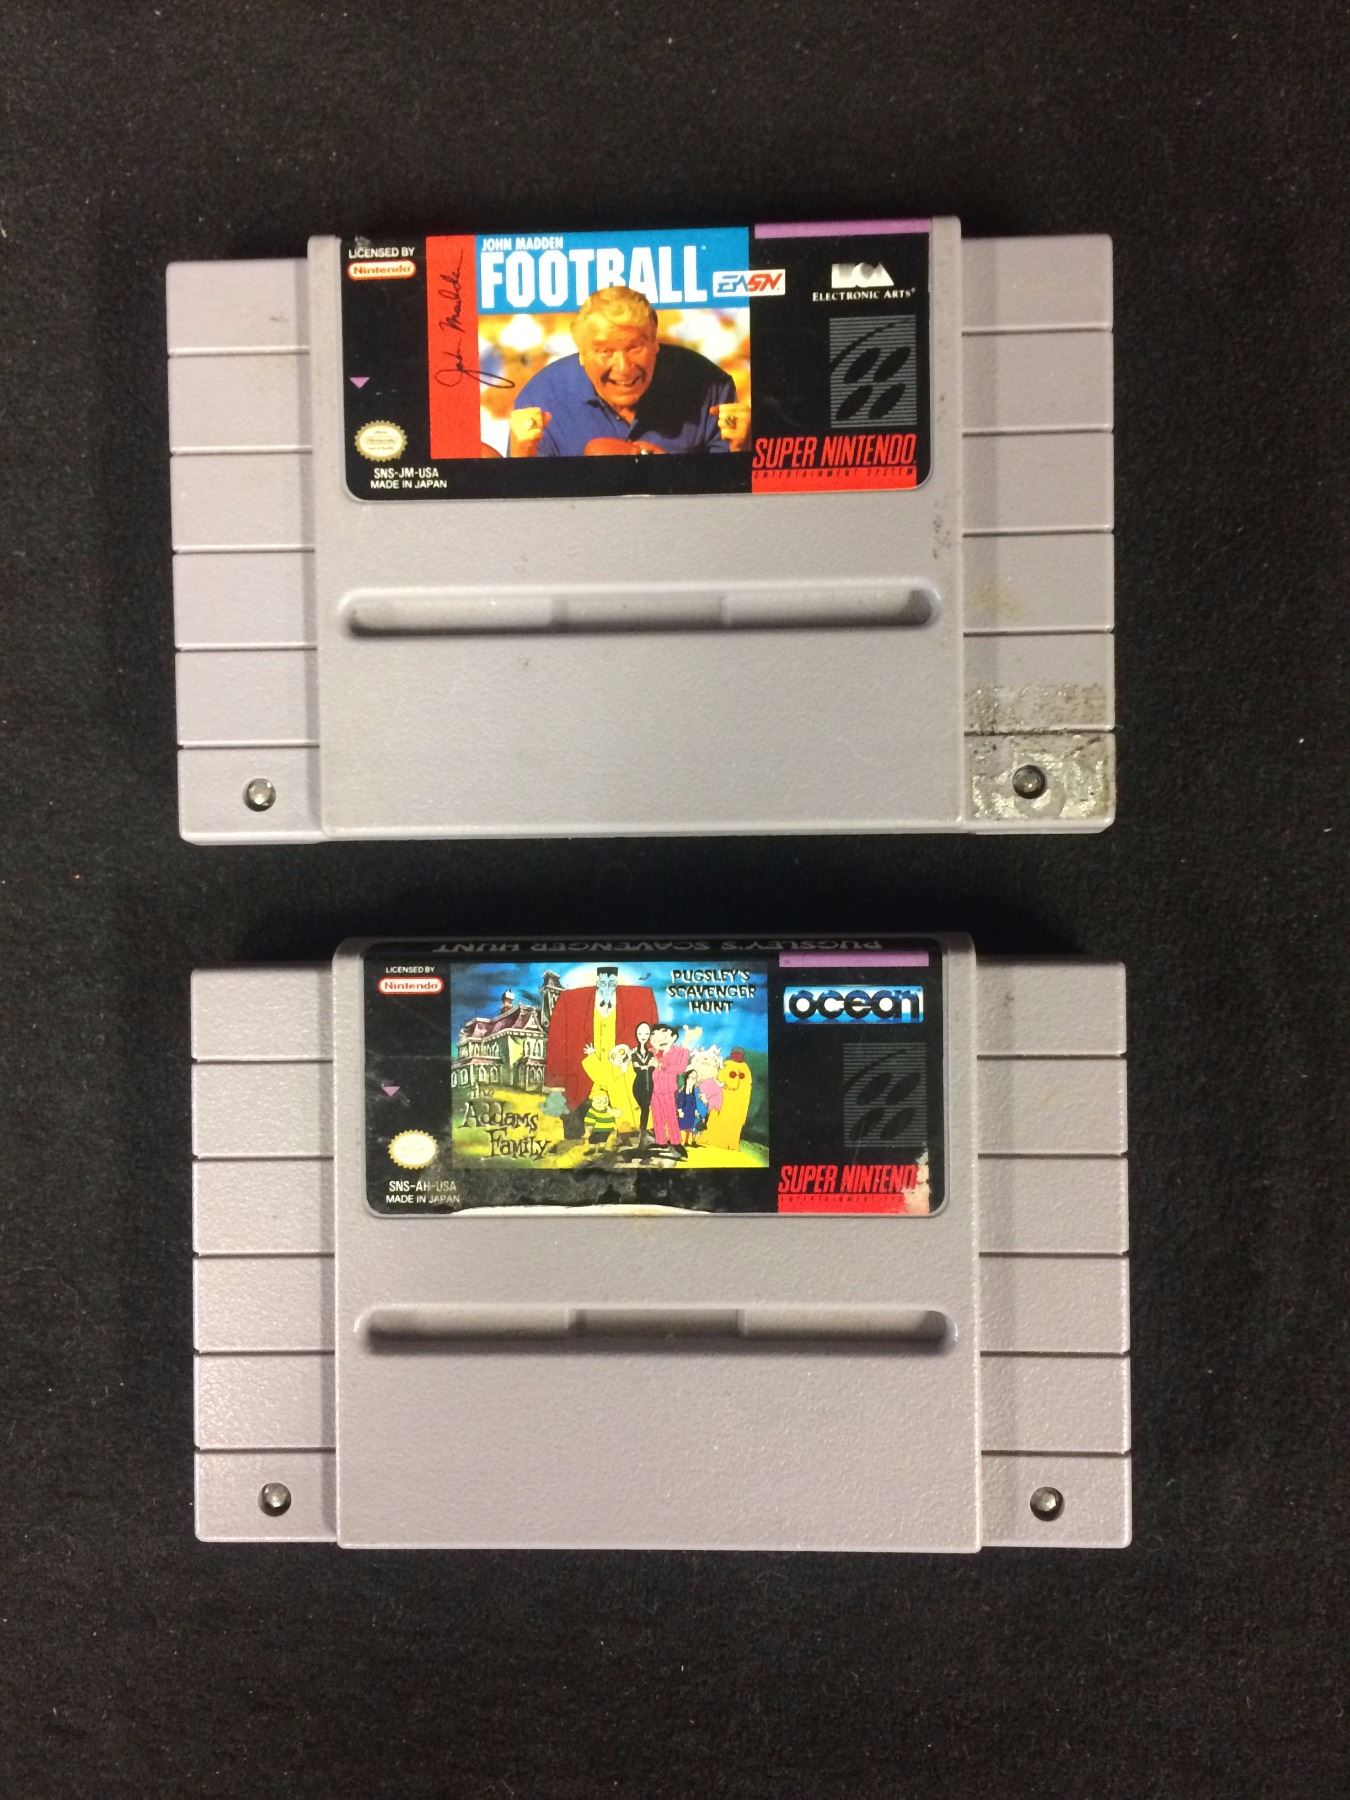 LICENSED BY
Nintendo
John Madden
JOHN MADDEN
FOOTBALL
EASN
ELECTRONIC ARTS®
SNS-JM-USA
MADE IN JAPAN
SUPER NINTENDO
ENTERTAINMENT SYSTEM
PUGSLEY'S SCAVENGER HUNT
LICENSED BY
Nintendo
PUGSLEY'S
SCAVENGER
HUNT
ocean
The
Addams
Family
SNS-AH-USA
MADE IN JAPAN
SUPER NINTENDO